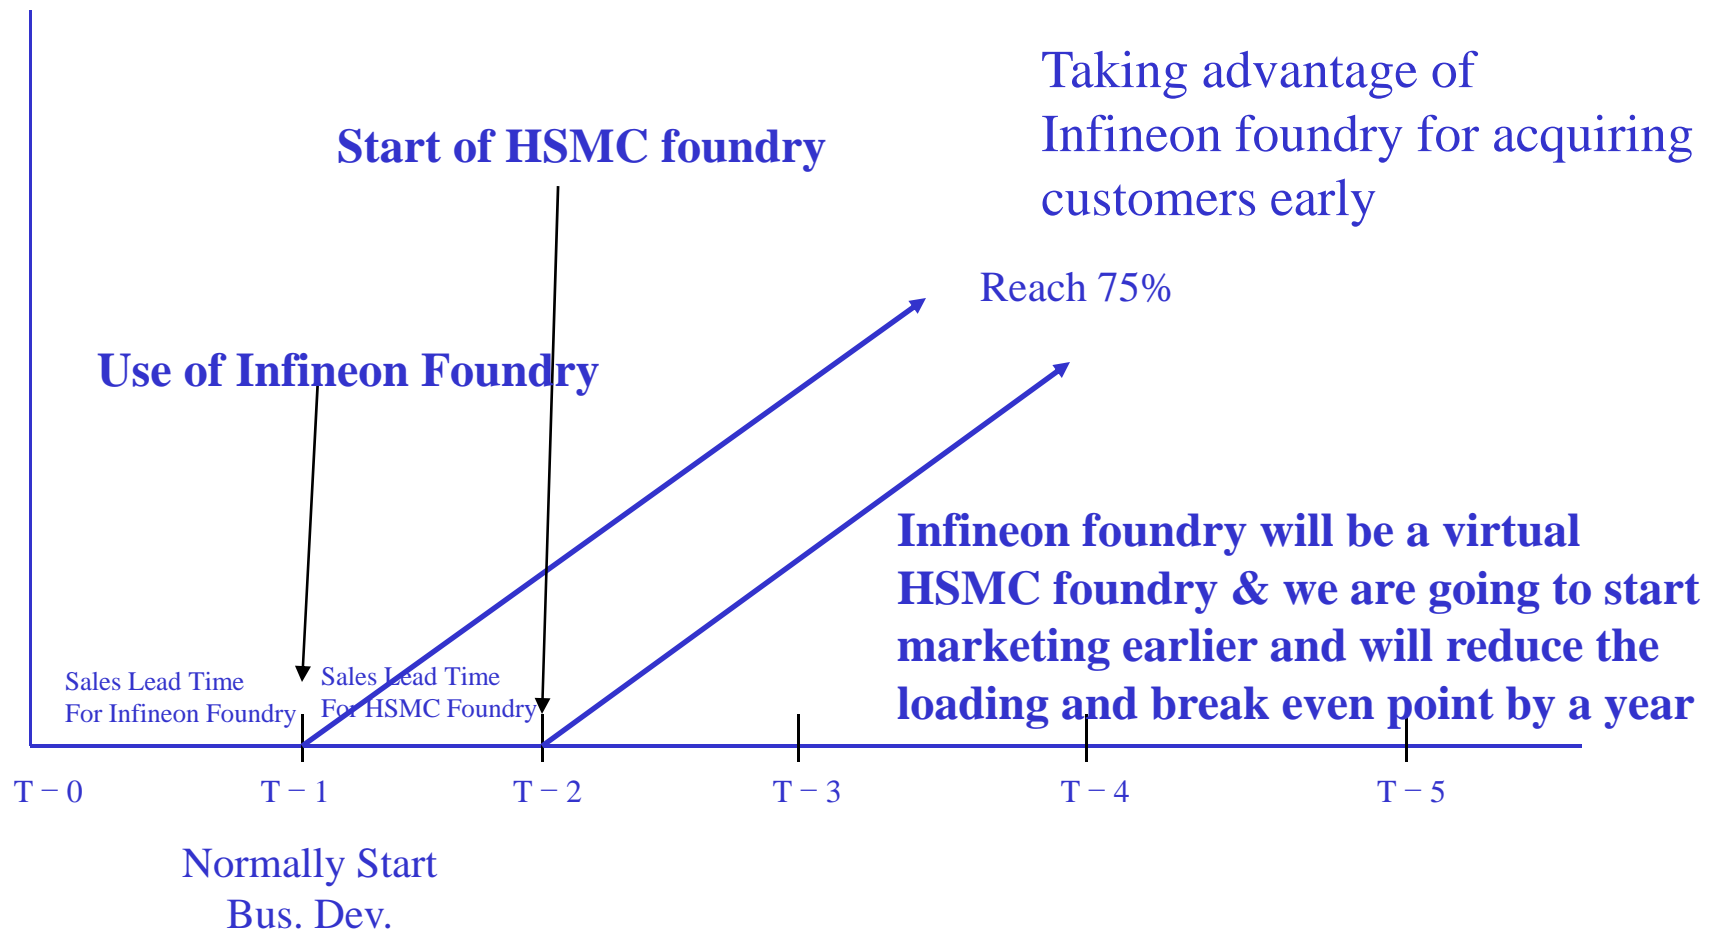 Taking advantage of
Infineon foundry for acquiring
customers early
Start of HSMC foundry
Reach 75%
Use of Infineon Foundry
Infineon foundry will be a virtual
HSMC foundry & we are going to start
marketing earlier and will reduce the
loading and break even point by a year
Sales Lead Time
For Infineon Foundry
Sales Lead Time
For HSMC Foundry
T – 0
T – 1
T – 2
T – 3
T – 4
T – 5
Normally Start
Bus. Dev.